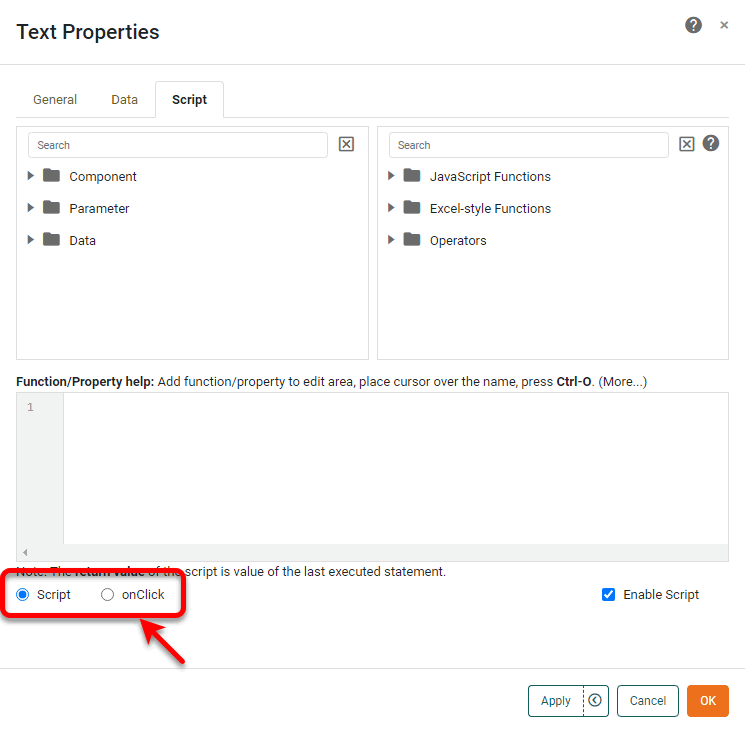 Text Properties
General Data Script
Search
Component
Parameter
Data
Search
JavaScript Functions
Excel-style Functions
Operators
Function/Property help: Add function/property to edit area, place cursor over the name, press Ctrl-O. (More...)
1
Note: The return value of the script is value of the last executed statement.
Script onClick Enable Script
Apply Cancel OK